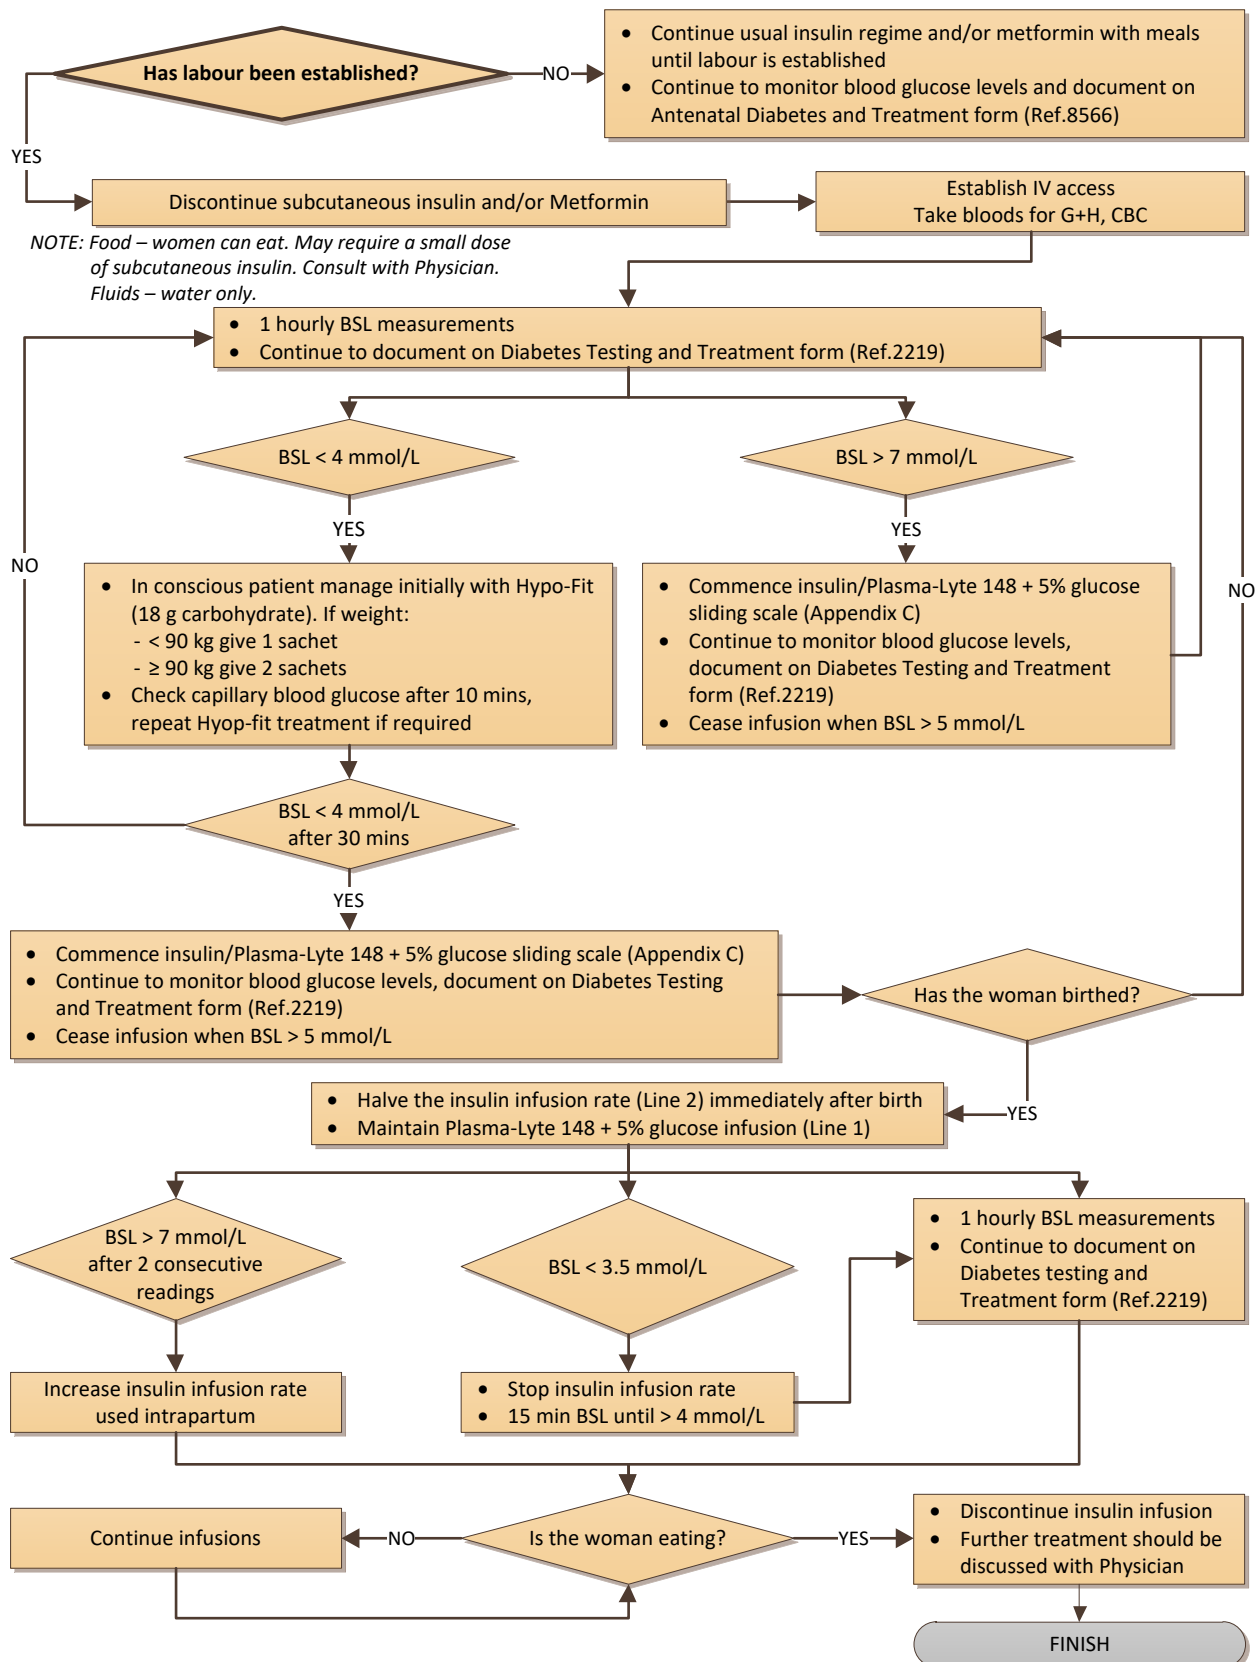 Has labour been established?
NO
• Continue usual insulin regime and/or metformin with meals
until labour is established
• Continue to monitor blood glucose levels and document on
Antenatal Diabetes and Treatment form (Ref.8566)
YES
Discontinue subcutaneous insulin and/or Metformin
Establish IV access
Take bloods for G+H, CBC
NOTE: Food – women can eat. May require a small dose
of subcutaneous insulin. Consult with Physician.
Fluids – water only.
• 1 hourly BSL measurements
• Continue to document on Diabetes Testing and Treatment form (Ref.2219)
BSL < 4 mmol/L
BSL > 7 mmol/L
YES
YES
NO
NO
• In conscious patient manage initially with Hypo-Fit
(18 g carbohydrate). If weight:
- < 90 kg give 1 sachet
- ≥ 90 kg give 2 sachets
• Check capillary blood glucose after 10 mins,
repeat Hyop-fit treatment if required
• Commence insulin/Plasma-Lyte 148 + 5% glucose
sliding scale (Appendix C)
• Continue to monitor blood glucose levels,
document on Diabetes Testing and Treatment
form (Ref.2219)
• Cease infusion when BSL > 5 mmol/L
BSL < 4 mmol/L
after 30 mins
YES
• Commence insulin/Plasma-Lyte 148 + 5% glucose sliding scale (Appendix C)
• Continue to monitor blood glucose levels, document on Diabetes Testing
and Treatment form (Ref.2219)
• Cease infusion when BSL > 5 mmol/L
Has the woman birthed?
YES
• Halve the insulin infusion rate (Line 2) immediately after birth
• Maintain Plasma-Lyte 148 + 5% glucose infusion (Line 1)
BSL > 7 mmol/L
after 2 consecutive
readings
BSL < 3.5 mmol/L
• 1 hourly BSL measurements
• Continue to document on
Diabetes testing and
Treatment form (Ref.2219)
Increase insulin infusion rate
used intrapartum
• Stop insulin infusion rate
• 15 min BSL until > 4 mmol/L
Continue infusions
NO
Is the woman eating?
YES
• Discontinue insulin infusion
• Further treatment should be
discussed with Physician
FINISH